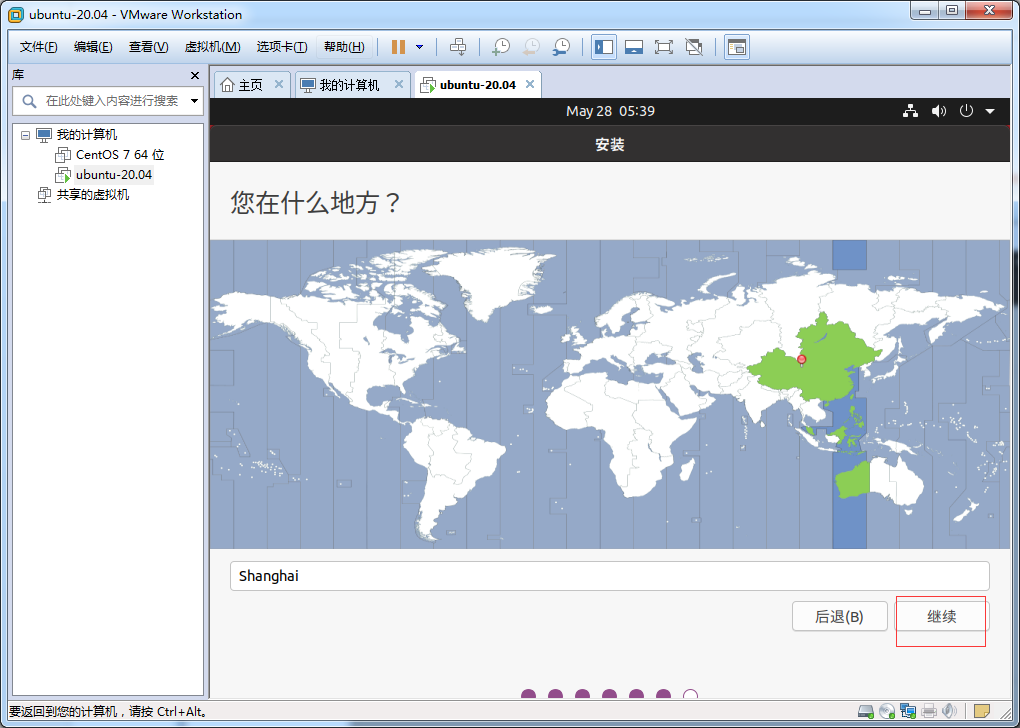 ubuntu-20.04 - VMware Workstation
文件(F) 编辑(E) 查看(V) 虚拟机(M) 选项卡(T) 帮助(H)
库
在此处键入内容进行搜索
我的计算机
CentOS 7 64 位
ubuntu-20.04
共享的虚拟机
主页 我的计算机 ubuntu-20.04
May 28 05:39
安装
您在什么地方？
Shanghai
后退(B) 继续
要返回到您的计算机，请按 Ctrl+Alt。